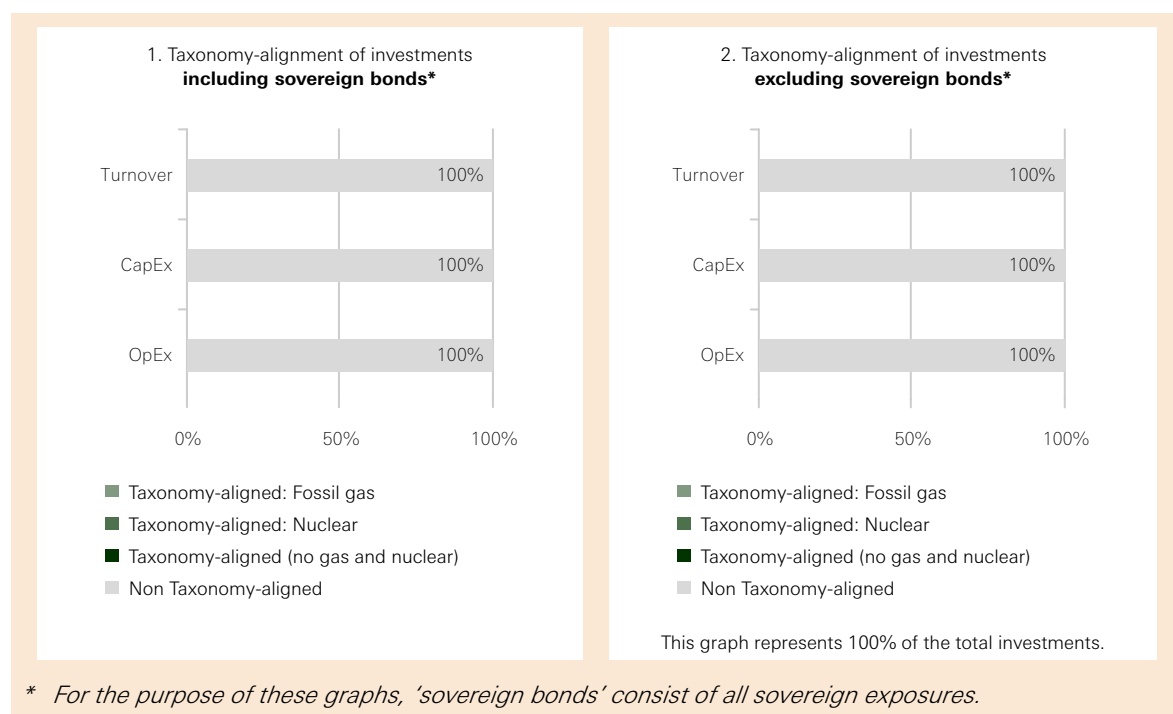 1. Taxonomy-alignment of investments
including sovereign bonds*
Turnover
100%
CapEx
100%
OpEx
100%
0%
50%
100%
Taxonomy-aligned: Fossil gas
Taxonomy-aligned: Nuclear
Taxonomy-aligned (no gas and nuclear)
Non Taxonomy-aligned
2. Taxonomy-alignment of investments
excluding sovereign bonds*
Turnover
100%
CapEx
100%
OpEx
100%
0%
50%
100%
Taxonomy-aligned: Fossil gas
Taxonomy-aligned: Nuclear
Taxonomy-aligned (no gas and nuclear)
Non Taxonomy-aligned
This graph represents 100% of the total investments.
* For the purpose of these graphs, ‘sovereign bonds’ consist of all sovereign exposures.